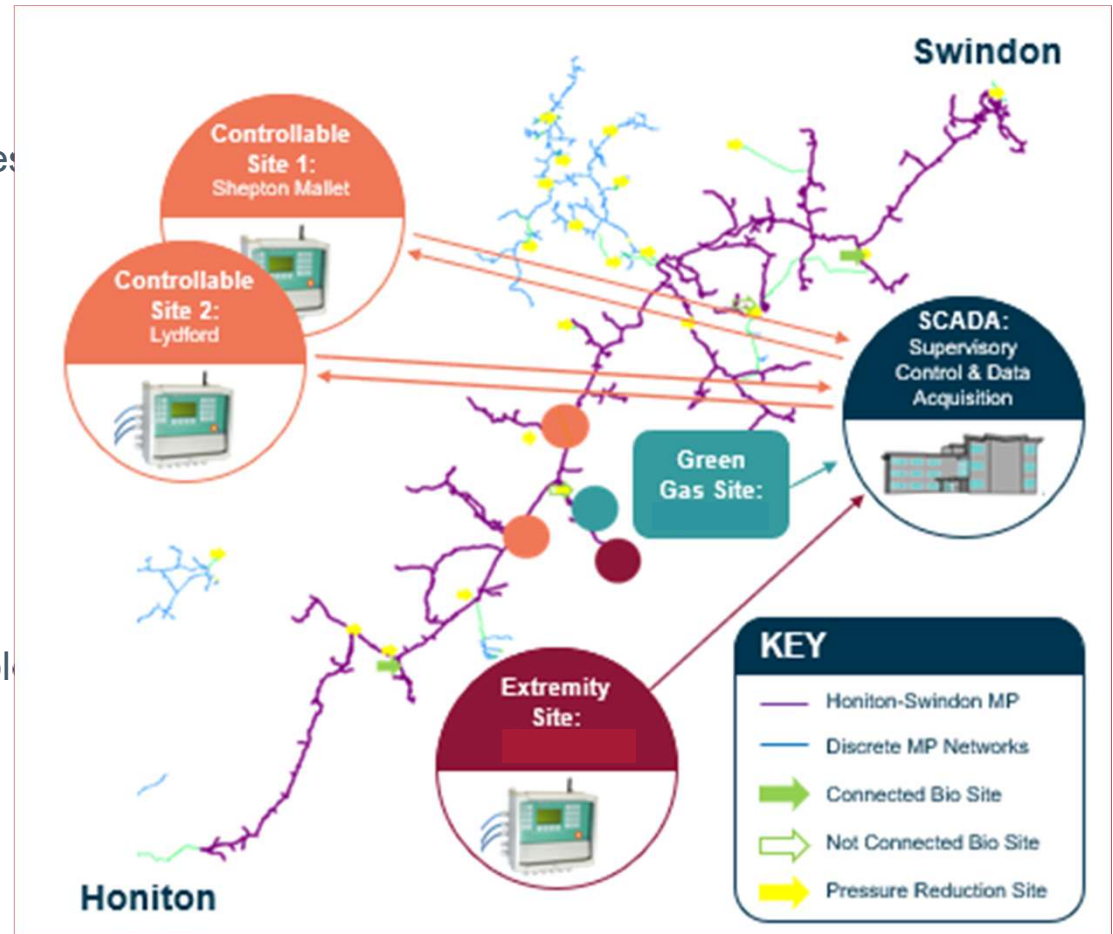 Swindon
Controllable
Site 1:
Shepton Mallet
Controllable
Site 2:
Lydford
SCADA:
Supervisory
Control & Data
Acquisition
Green
Gas Site:
Extremity
Site:
Honiton
KEY
Honiton-Swindon MP
Discrete MP Networks
Connected Bio Site
Not Connected Bio Site
Pressure Reduction Site